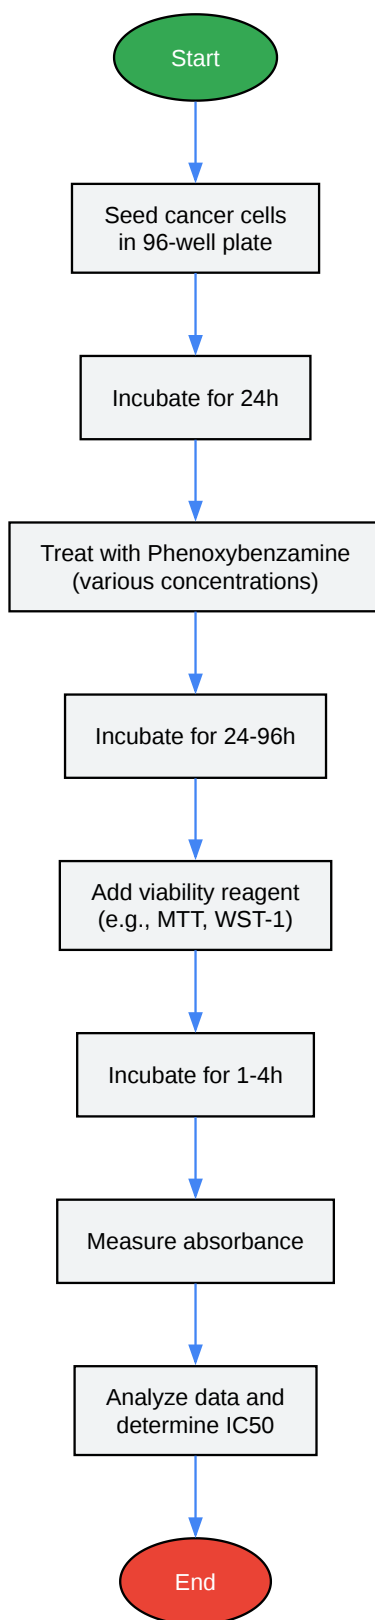 Start
Seed cancer cells
in 96-well plate
Incubate for 24h
Treat with Phenoxybenzamine
(various concentrations)
Incubate for 24-96h
Add viability reagent
(e.g., MTT, WST-1)
Incubate for 1-4h
Measure absorbance
Analyze data and
determine IC50
End